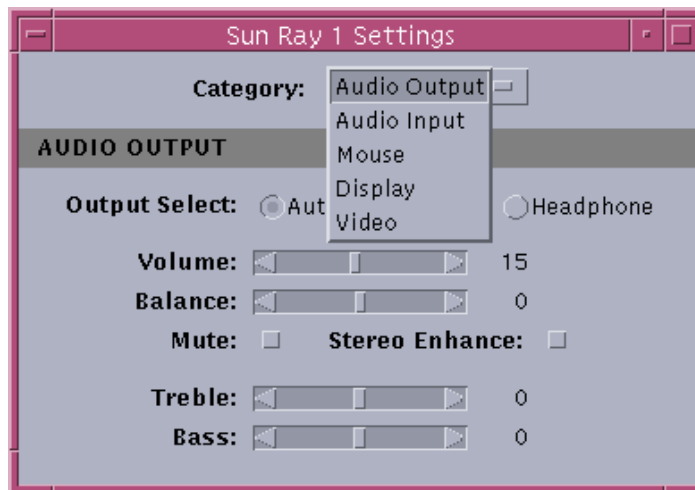 Sun Ray 1 Settings
Category: Audio Output
Audio Input
Mouse
Display
Video
AUDIO OUTPUT
Output Select: Aut Headphone
Volume: 15
Balance: 0
Mute: Stereo Enhance:
Treble: 0
Bass: 0